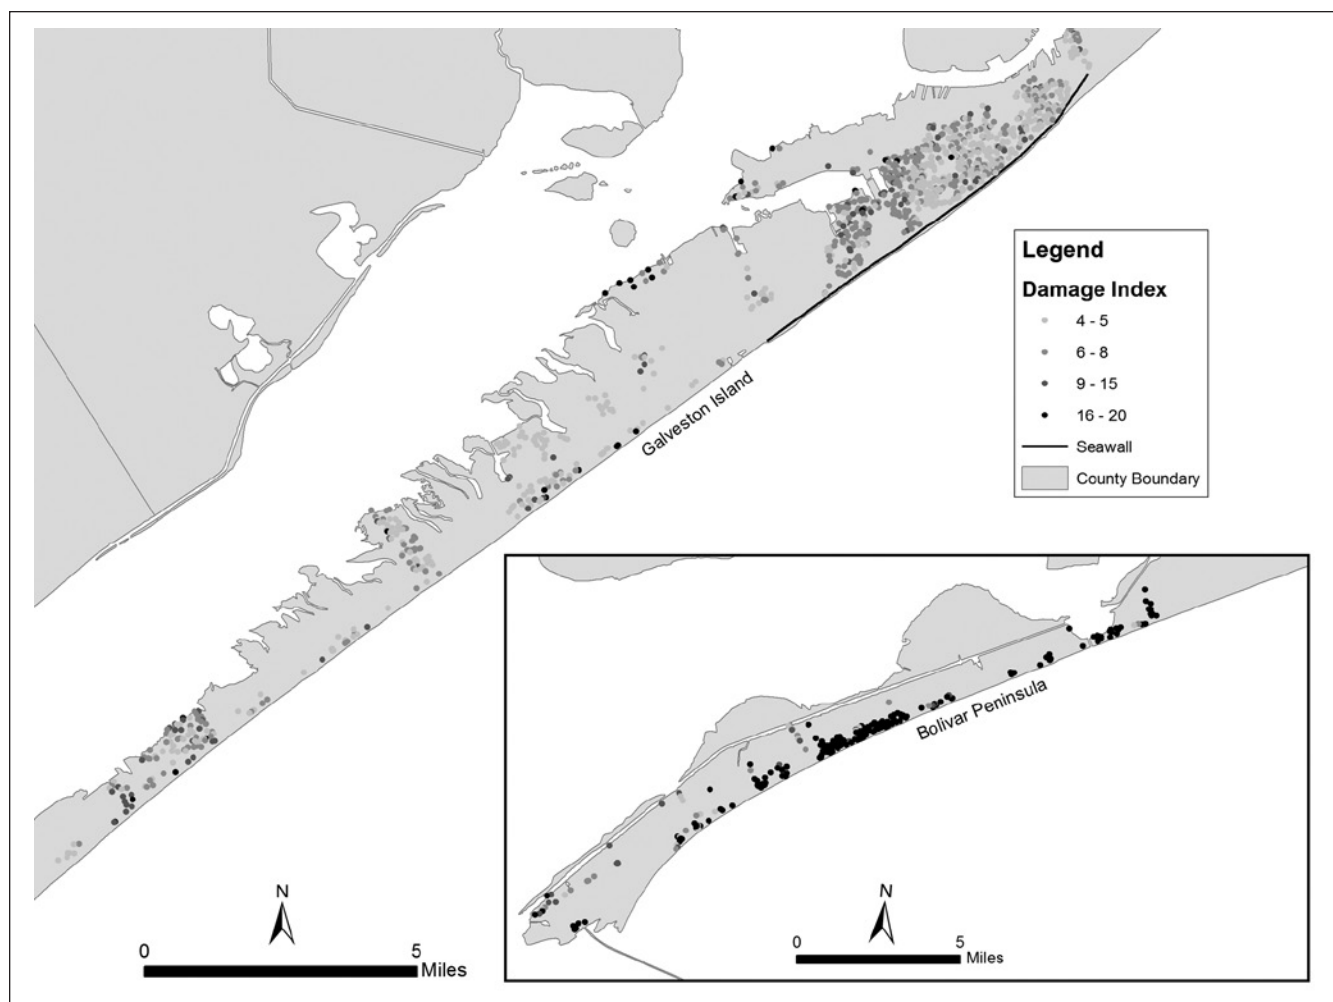 Legend
Damage Index
4 - 5
6 - 8
9 - 15
16 - 20
Seawall
County Boundary
Galveston Island
Bolivar Peninsula
N
0 5
Miles
N
0 5
Miles